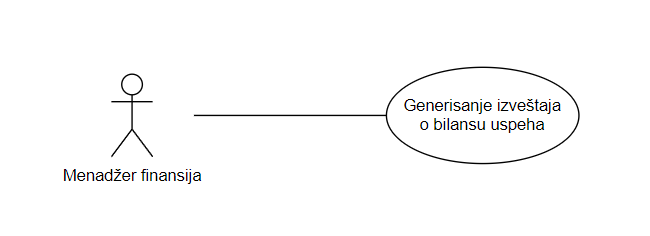 Generisanje izveštaja
o bilansu uspeha
Menadžer finansija